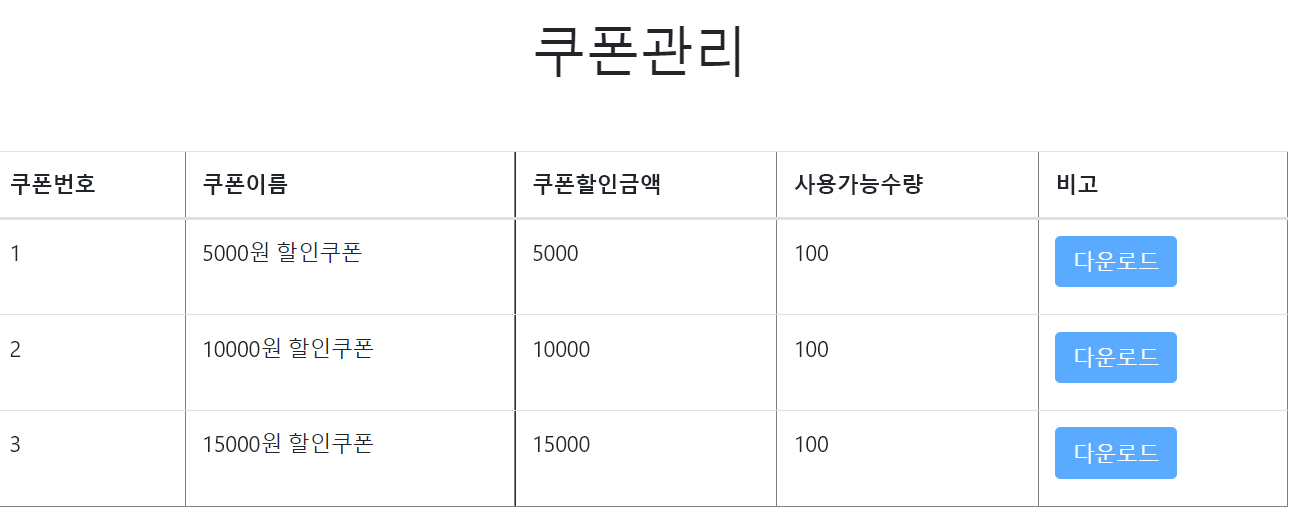 쿠폰관리
쿠폰번호 쿠폰이름 쿠폰할인금액 사용가능수량 비고
1 5000원 할인쿠폰 5000 100 다운로드
2 10000원 할인쿠폰 10000 100 다운로드
3 15000원 할인쿠폰 15000 100 다운로드